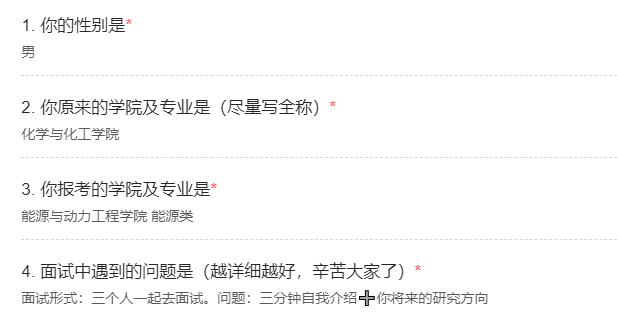 1. 你的性别是*
男
2. 你原来的学院及专业是（尽量写全称）*
化学与化工学院
3. 你报考的学院及专业是*
能源与动力工程学院 能源类
4. 面试中遇到的问题是（越详细越好，辛苦大家了）*
面试形式：三个人一起去面试。问题：三分钟自我介绍➕你将来的研究方向